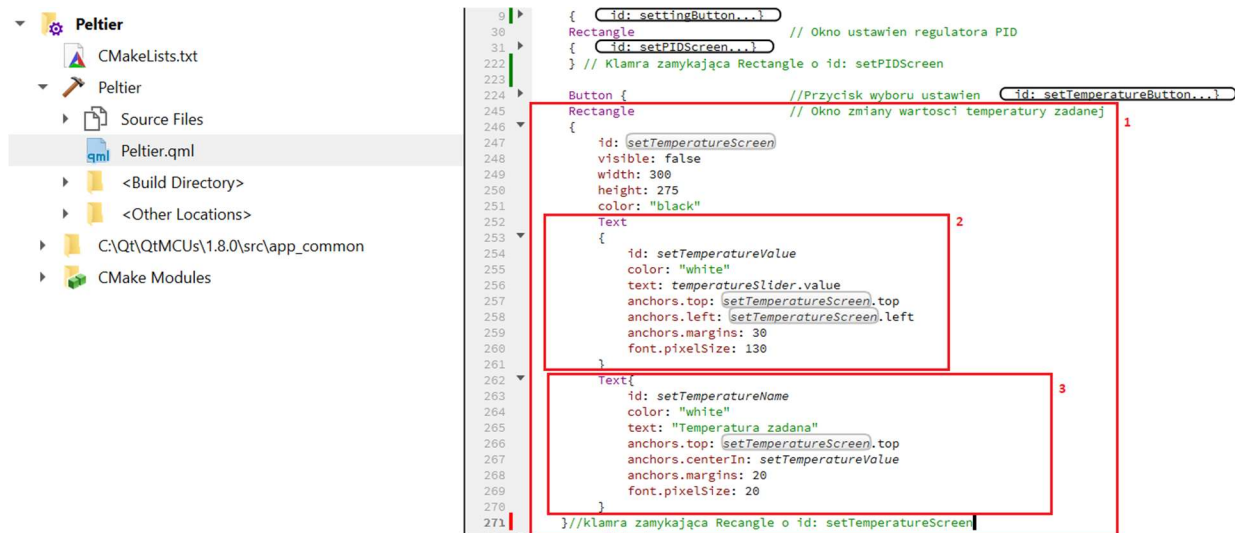 Peltier
CMakeLists.txt
Peltier
Source Files
Peltier.qml
<Build Directory>
<Other Locations>
C:\Qt\QtMCUs\1.8.0\src\app_common
CMake Modules
9 { id: settingButton...}
30 Rectangle // Okno ustawien regulatora PID
31 { id: setPIDScreen...}
222 } // Klamra zamykająca Rectangle o id: setPIDScreen
223
224 Button { //Przycisk wyboru ustawien id: setTemperatureButton...}
245 Rectangle // Okno zmiany wartosci temperatury zadanej
1
246 {
247 id: setTemperatureScreen
248 visible: false
249 width: 300
250 height: 275
251 color: "black"
252 Text
2
253 {
254 id: setTemperatureValue
255 color: "white"
256 text: temperatureSlider.value
257 anchors.top: setTemperatureScreen.top
258 anchors.left: setTemperatureScreen.left
259 anchors.margins: 30
260 font.pixelSize: 130
261 }
262 Text{
3
263 id: setTemperatureName
264 color: "white"
265 text: "Temperatura zadana"
266 anchors.top: setTemperatureScreen.top
267 anchors.centerIn: setTemperatureValue
268 anchors.margins: 20
269 font.pixelSize: 20
270 }
271 }//klamra zamykająca Recangle o id: setTemperatureScreen